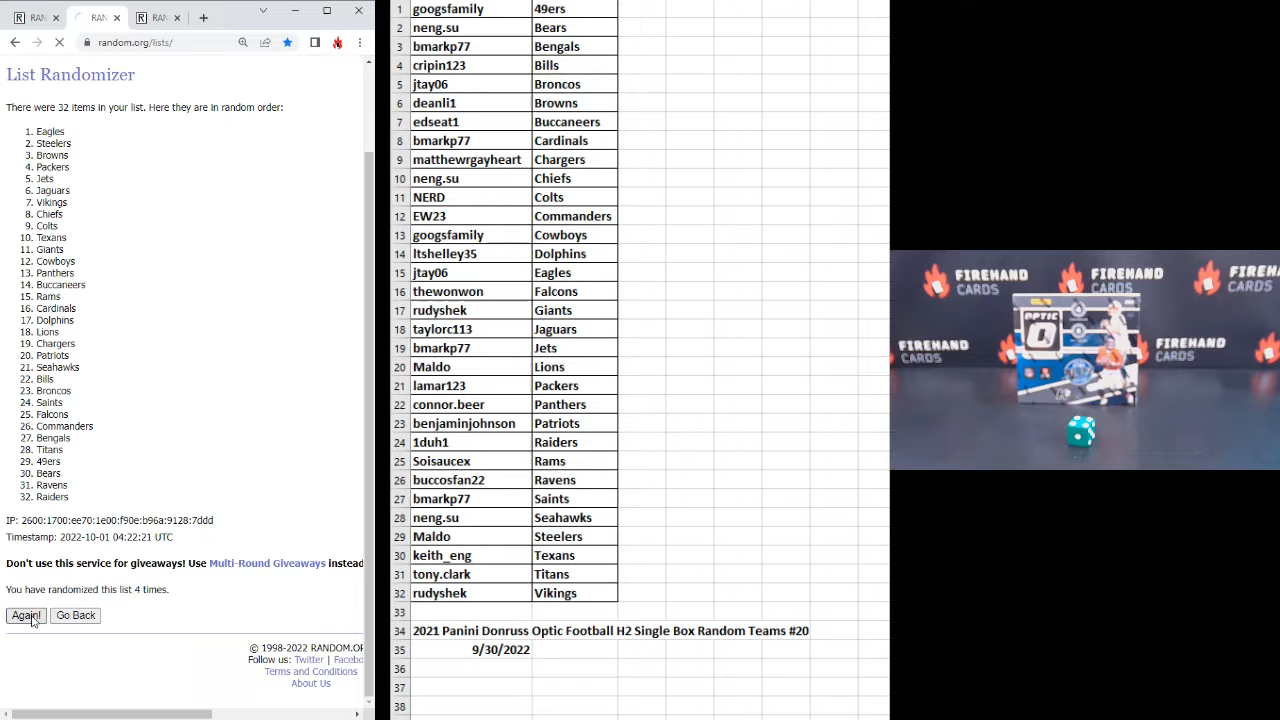 RAN
RAN
RAN
random.org/lists/
List Randomizer
There were 32 items in your list. Here they are in random order:
1. Eagles
2. Steelers
3. Browns
4. Packers
5. Jets
6. Jaguars
7. Vikings
8. Chiefs
9. Colts
10. Texans
11. Giants
12. Cowboys
13. Panthers
14. Buccaneers
15. Rams
16. Cardinals
17. Dolphins
18. Lions
19. Chargers
20. Patriots
21. Seahawks
22. Bills
23. Broncos
24. Saints
25. Falcons
26. Commanders
27. Bengals
28. Titans
29. 49ers
30. Bears
31. Ravens
32. Raiders
IP: 2600:1700:ee70:1e00:f90e:b96a:9128:7ddd
Timestamp: 2022-10-01 04:22:21 UTC
Don't use this service for giveaways! Use Multi-Round Giveaways instead
You have randomized this list 4 times.
Again! Go Back
© 1998-2022 RANDOM.OR
Follow us: Twitter | Facebo
Terms and Conditions
About Us
1 googsfamily 49ers
2 neng.su Bears
3 bmarkp77 Bengals
4 cripin123 Bills
5 jtay06 Broncos
6 deanli1 Browns
7 edseat1 Buccaneers
8 bmarkp77 Cardinals
9 matthewrgayheart Chargers
10 neng.su Chiefs
11 NERD Colts
12 EW23 Commanders
13 googsfamily Cowboys
14 ltshelley35 Dolphins
15 jtay06 Eagles
16 thewonwon Falcons
17 rudyshek Giants
18 taylorc113 Jaguars
19 bmarkp77 Jets
20 Maldo Lions
21 lamar123 Packers
22 connor.beer Panthers
23 benjaminjohnson Patriots
24 1duh1 Raiders
25 Soisaucex Rams
26 buccosfan22 Ravens
27 bmarkp77 Saints
28 neng.su Seahawks
29 Maldo Steelers
30 keith_eng Texans
31 tony.clark Titans
32 rudyshek Vikings
33
34 2021 Panini Donruss Optic Football H2 Single Box Random Teams #20
35 9/30/2022
36
37
38
FIREHAND
CARDS
FIREHAND
CARDS
FIREHA
CARDS
FIREHAND
CARDS
FIREHAND
CARDS
OPTIC